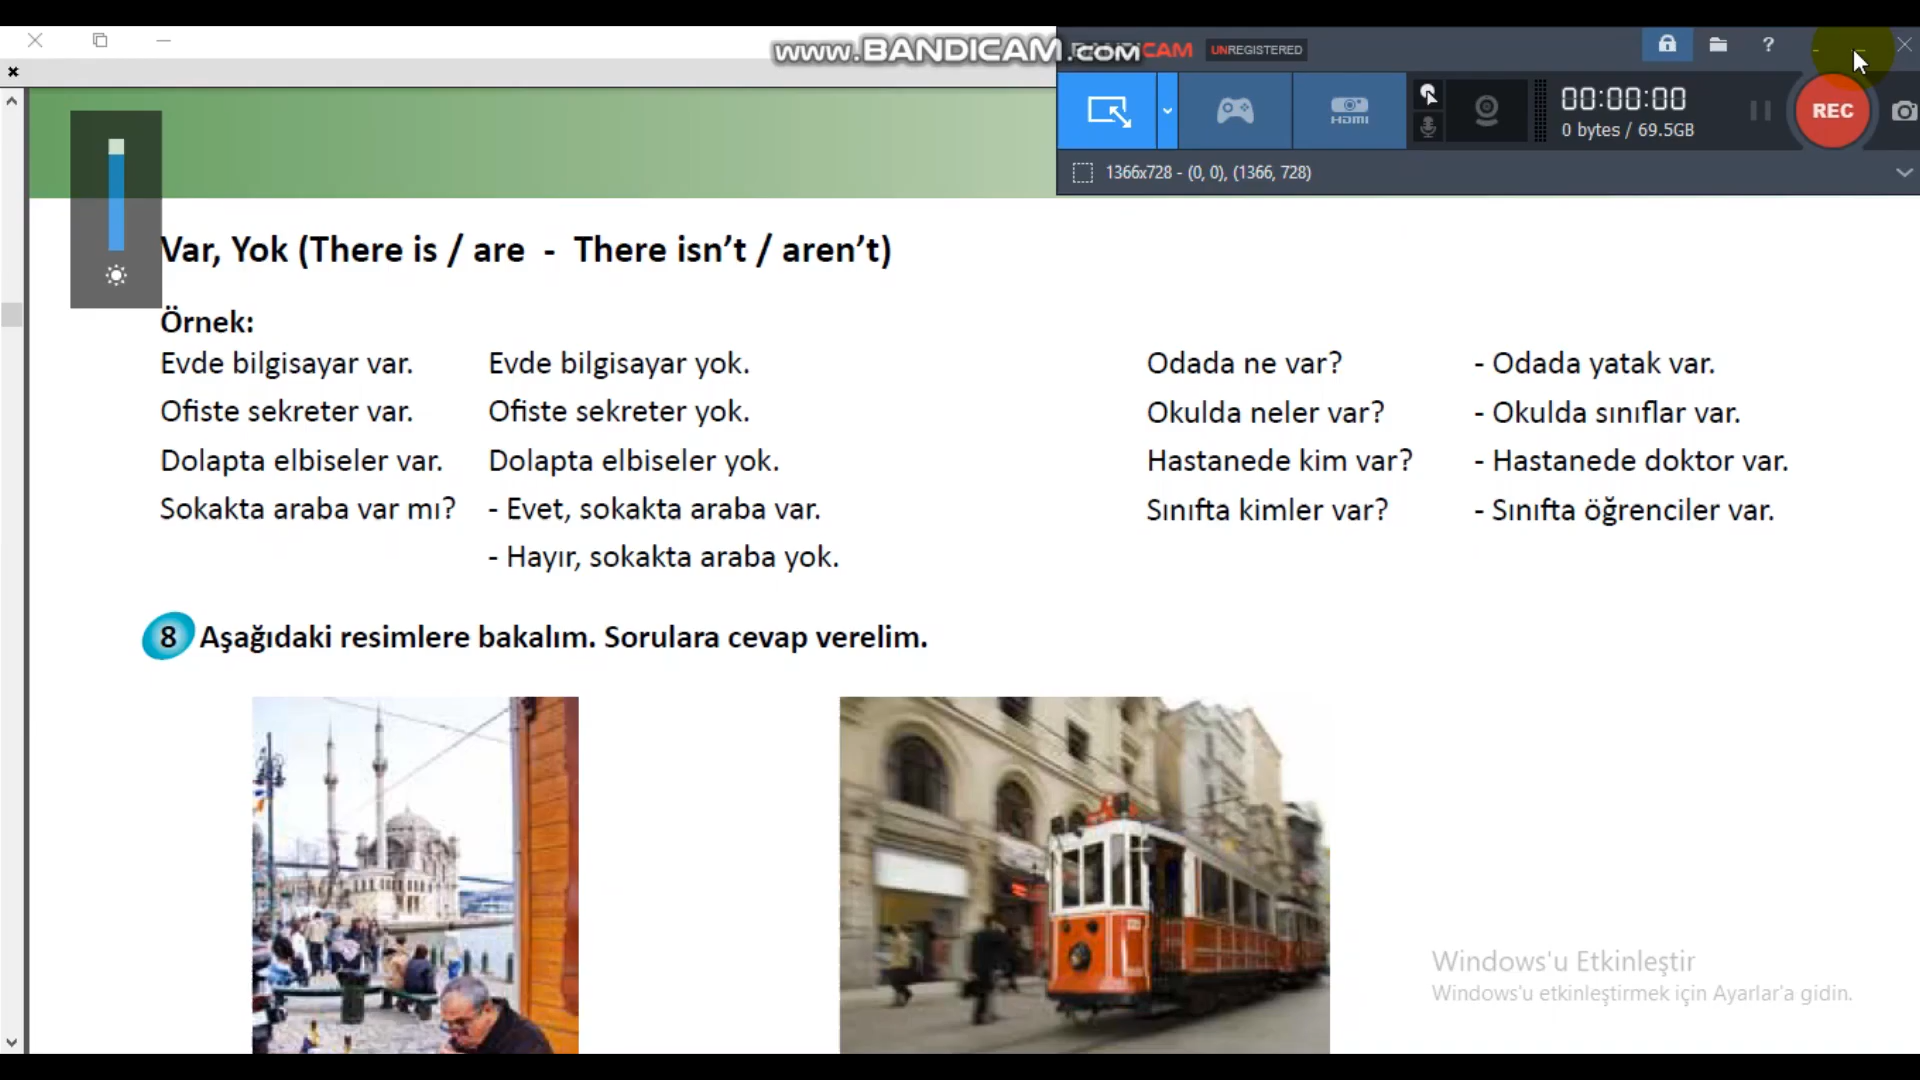 www.BANDICAM.com
CAM
UNREGISTERED
?
HDMI
00:00:00
0 bytes / 69.5GB
REC
1366x728 - (0, 0), (1366, 728)
Var, Yok (There is / are - There isn’t / aren’t)
Örnek:
Evde bilgisayar var. Evde bilgisayar yok. Odada ne var? - Odada yatak var.
Ofiste sekreter var. Ofiste sekreter yok. Okulda neler var? - Okulda sınıflar var.
Dolapta elbiseler var. Dolapta elbiseler yok. Hastanede kim var? - Hastanede doktor var.
Sokakta araba var mı? - Evet, sokakta araba var. Sınıfta kimler var? - Sınıfta öğrenciler var.
- Hayır, sokakta araba yok.
8 Aşağıdaki resimlere bakalım. Sorulara cevap verelim.
Windows'u Etkinleştir
Windows'u etkinleştirmek için Ayarlar'a gidin.